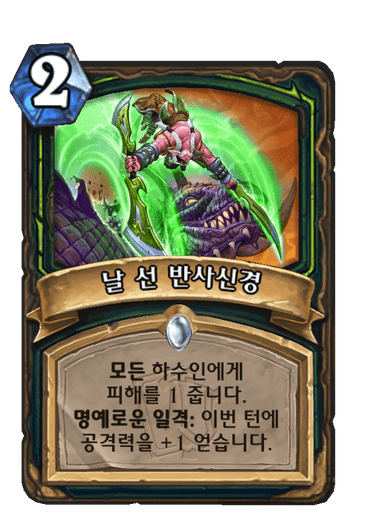 2
날 선 반사신경
모든 하수인에게
피해를 1 줍니다.
명예로운 일격: 이번 턴에
공격력을 +1 얻습니다.